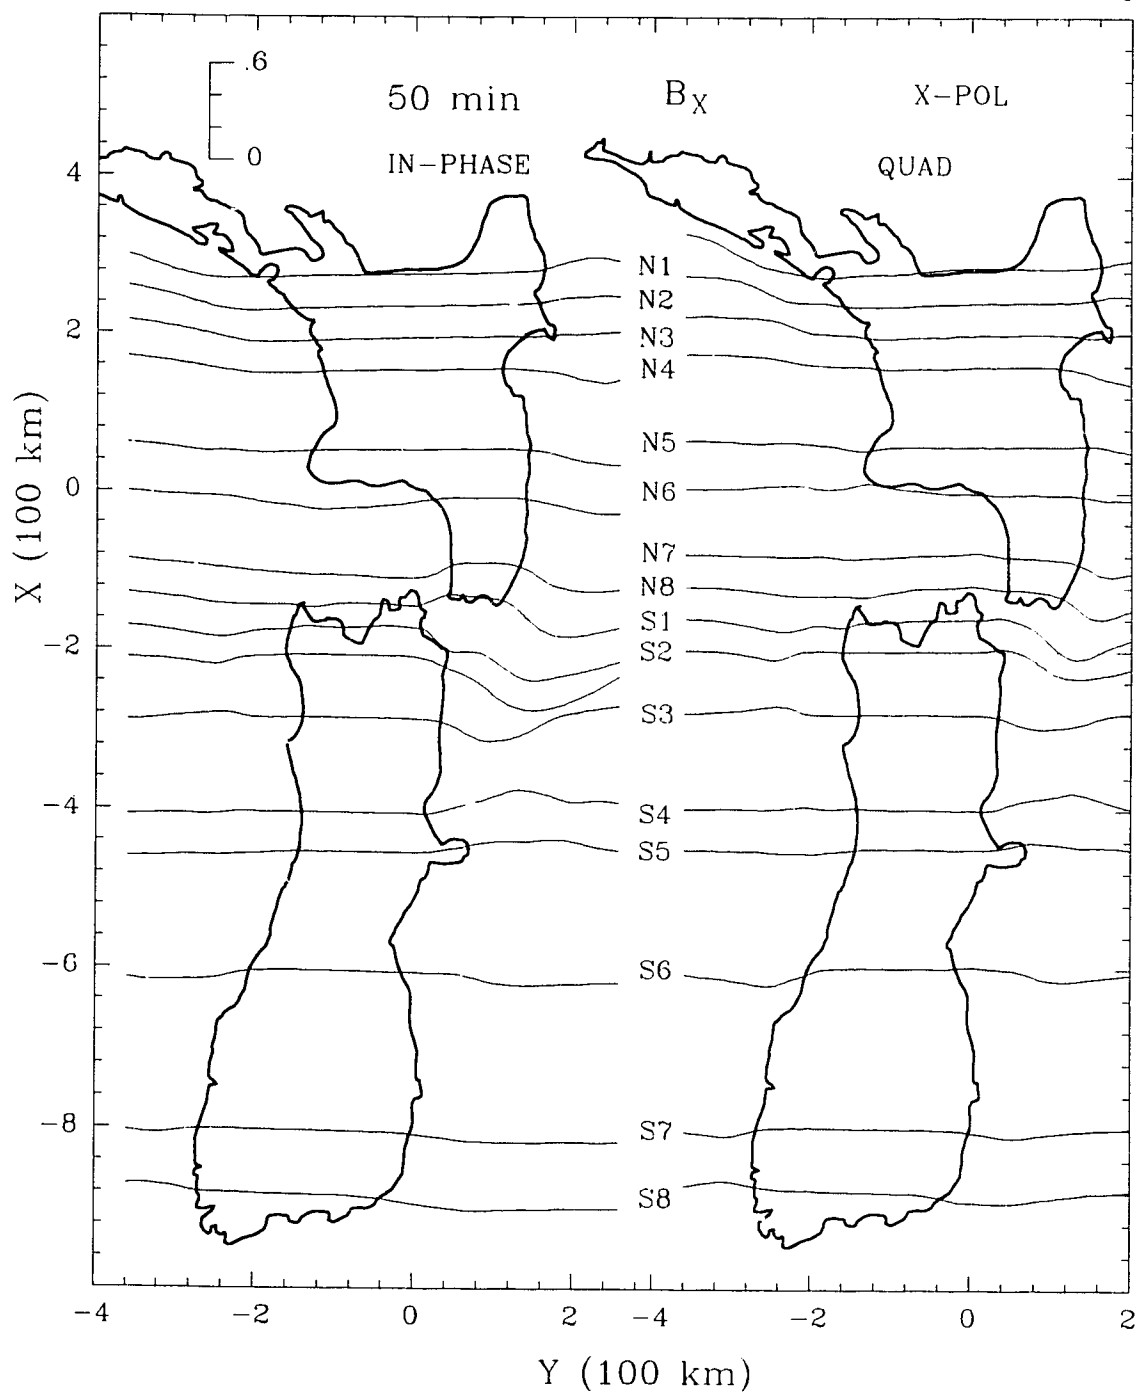 .6
50 min
B_X
X-POL
0
IN-PHASE
QUAD
4
2
0
-2
-4
-6
-8
X (100 km)
N1
N2
N3
N4
N5
N6
N7
N8
S1
S2
S3
S4
S5
S6
S7
S8
-4 -2 0 2 -4 -2 0 2
Y (100 km)